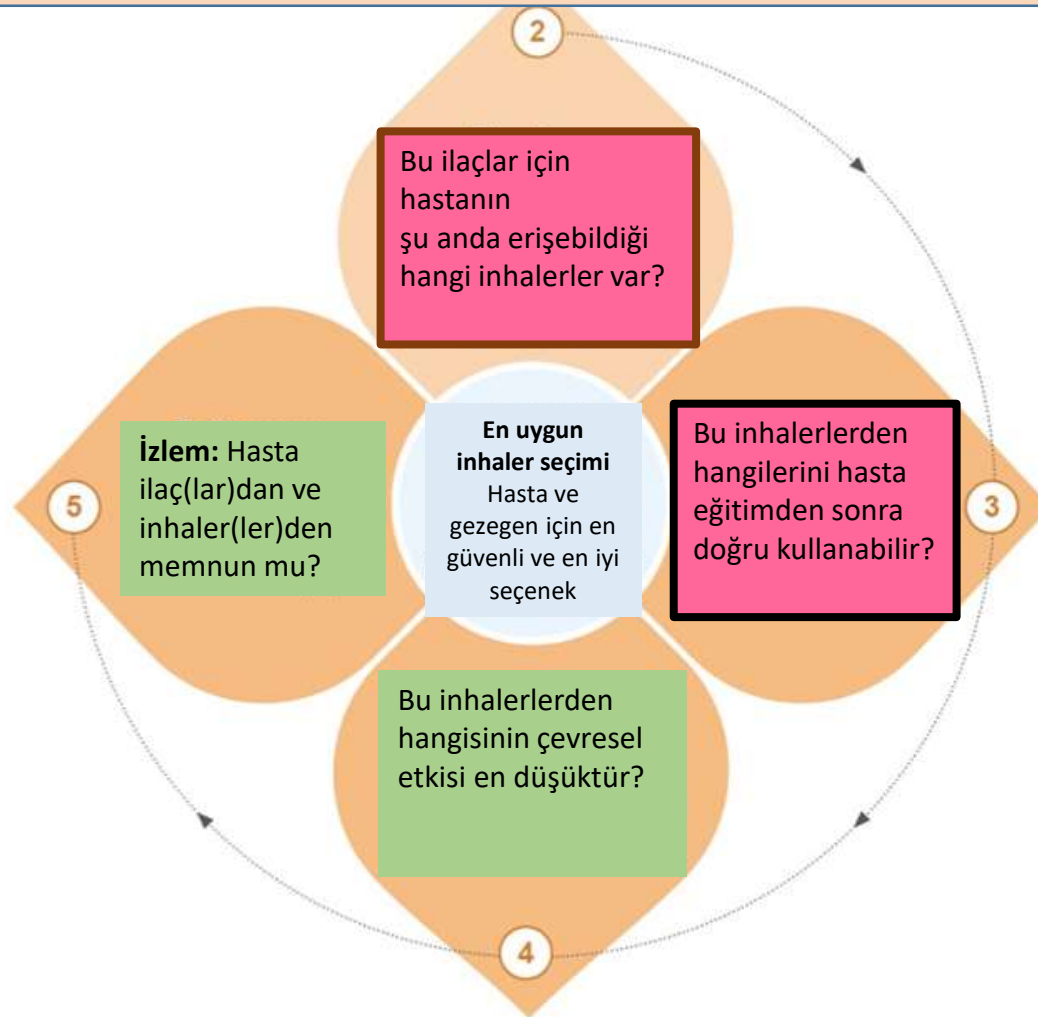 2
Bu ilaçlar için
hastanın
şu anda erişebildiği
hangi inhalerler var?
En uygun
inhaler seçimi
Hasta ve
gezegen için en
güvenli ve en iyi
seçenek
Bu inhalerlerden
hangilerini hasta
eğitimden sonra
doğru kullanabilir?
3
Bu inhalerlerden
hangisinin çevresel
etkisi en düşüktür?
4
5
İzlem: Hasta
ilaç(lar)dan ve
inhaler(ler)den
memnun mu?